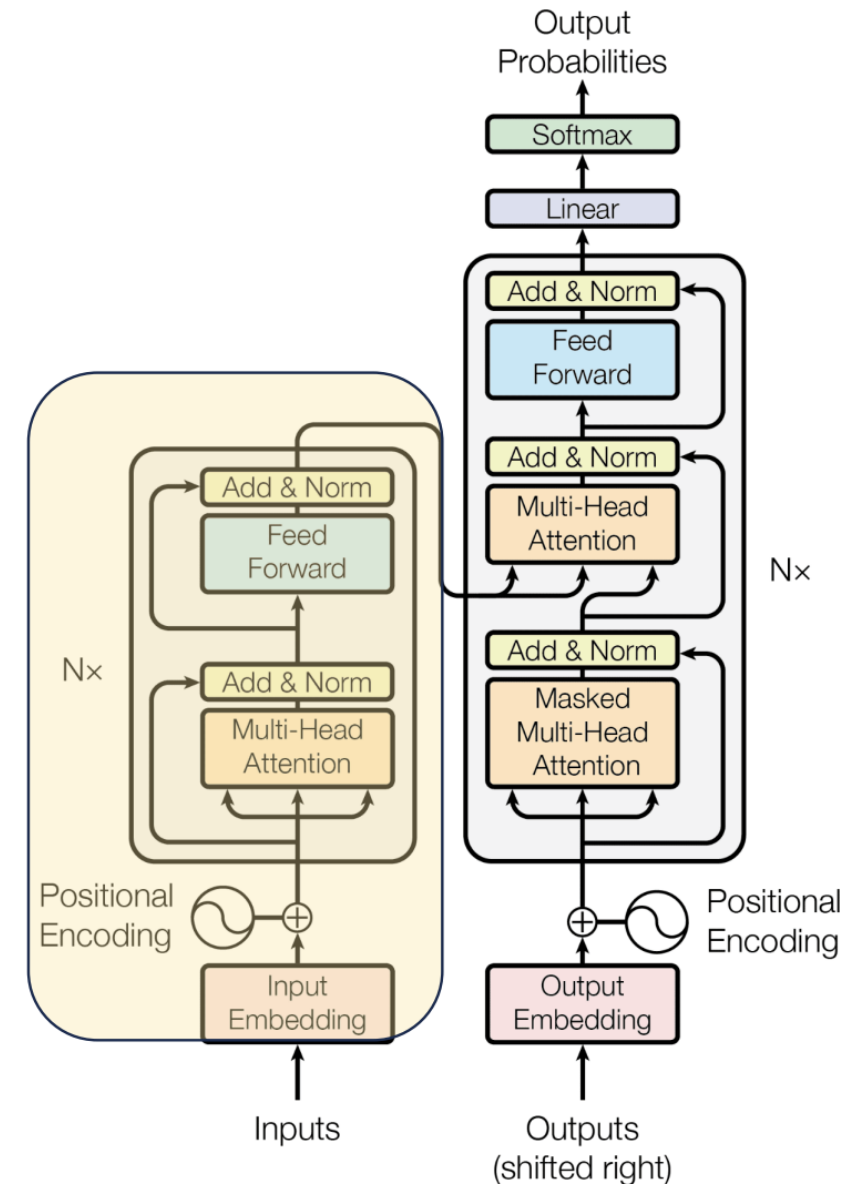 Output
Probabilities
Softmax
Linear
Add & Norm
Feed
Forward
Add & Norm
Multi-Head
Attention
Nx
Add & Norm
Masked
Multi-Head
Attention
Positional
Encoding
Output
Embedding
Outputs
(shifted right)
Add & Norm
Feed
Forward
Nx
Add & Norm
Multi-Head
Attention
Positional
Encoding
Input
Embedding
Inputs